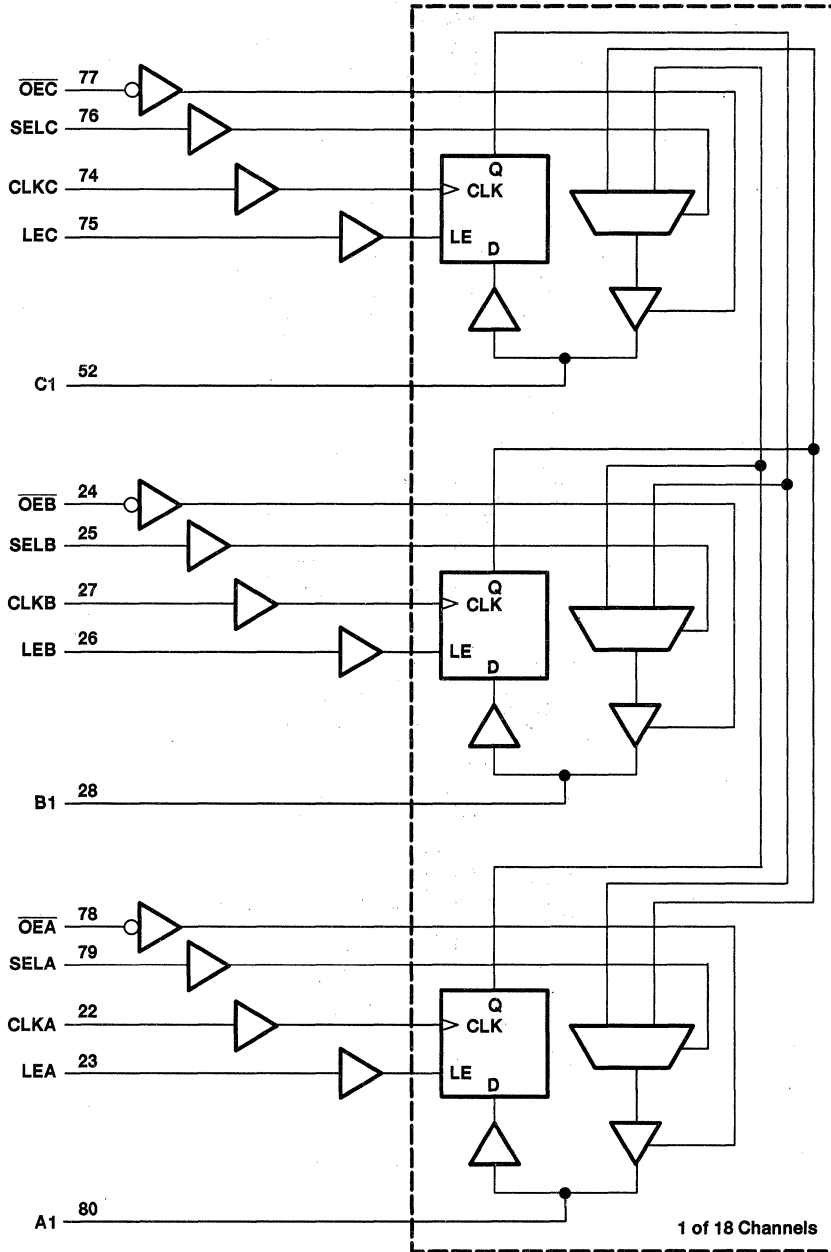 OEC 77
SELC 76
Q
CLKC 74
CLK
LEC 75
LE
D
C1 52
OEB 24
SELB 25
Q
CLKB 27
CLK
LEB 26
LE
D
B1 28
OEA 78
SELA 79
Q
CLKA 22
CLK
LEA 23
LE
D
A1 80
1 of 18 Channels